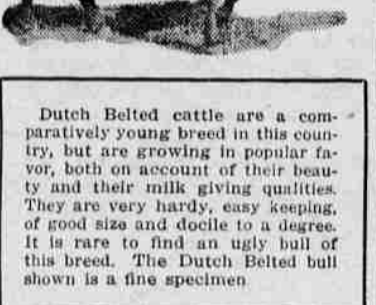 Dutch Belted cattle are a com-
paratively young breed in this coun-
try, but are growing in popular fa-
vor, both on account of their beau-
ty and their milk giving qualities.
They are very hardy, easy keeping,
of good size and docile to a degree.
It is rare to find an ugly bull of
this breed. The Dutch Belted bull
shown is a fine specimen